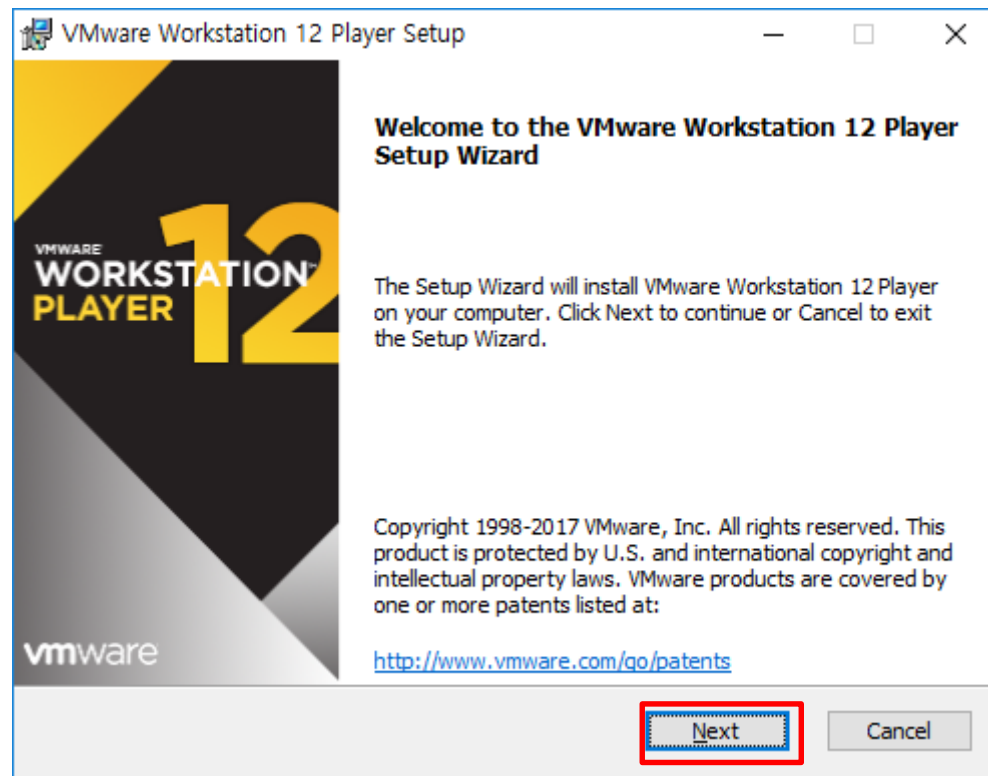 VMware Workstation 12 Player Setup
Welcome to the VMware Workstation 12 Player
Setup Wizard
VMWARE
WORKSTATION™
PLAYER
12
The Setup Wizard will install VMware Workstation 12 Player
on your computer. Click Next to continue or Cancel to exit
the Setup Wizard.
Copyright 1998-2017 VMware, Inc. All rights reserved. This
product is protected by U.S. and international copyright and
intellectual property laws. VMware products are covered by
one or more patents listed at:
http://www.vmware.com/go/patents
vmware
Next
Cancel